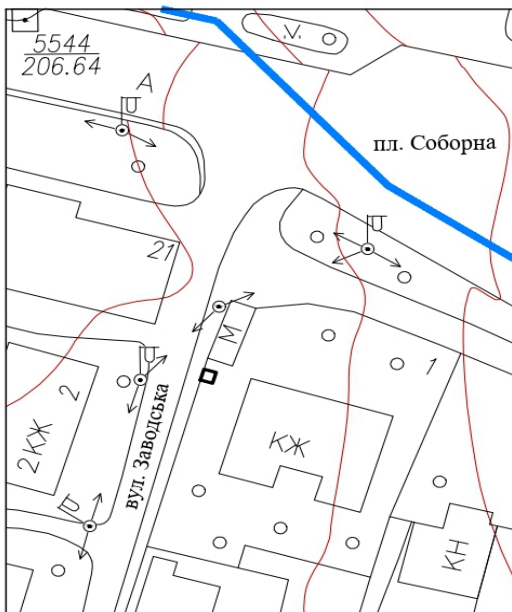 5544
206.64
А
.V.
пл. Соборна
21
М
1
2
2КЖ
вул. Заводська
КЖ
КН